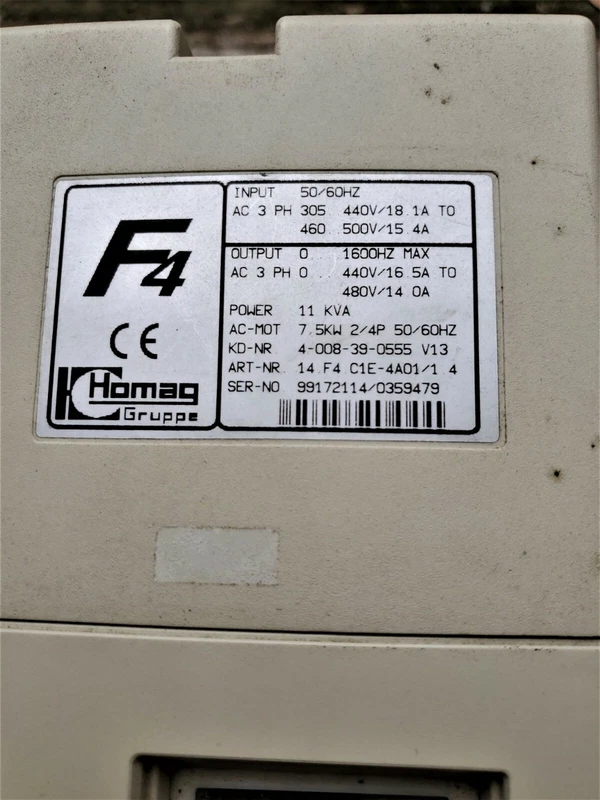 F4
CE
Homag
Gruppe
INPUT 50/60HZ
AC 3 PH 305...440V/18.1A TO
460...500V/15.4A
OUTPUT 0...1600HZ MAX
AC 3 PH 0...440V/16.5A TO
480V/14.0A
POWER 11 KVA
AC-MOT 7.5KW 2/4P 50/60HZ
KD-NR. 4-008-39-0555 V13
ART-NR. 14.F4.C1E-4A01/1.4
SER-NO 99172114/0359479